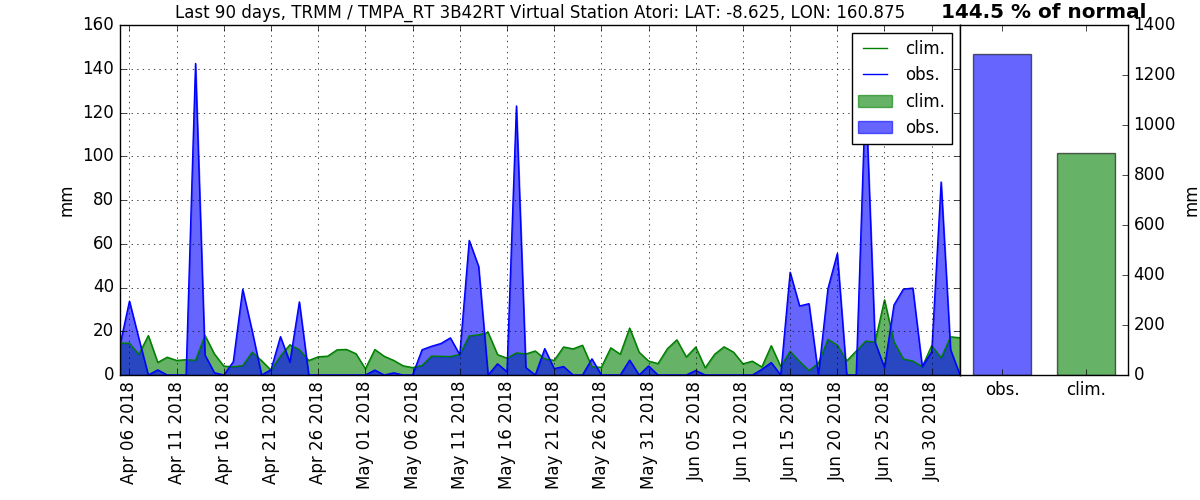 Last 90 days, TRMM / TMPA_RT 3B42RT Virtual Station Atori: LAT: -8.625, LON: 160.875
144.5 % of normal
160
140
120
100
80
60
40
20
0
mm
clim.
obs.
clim.
obs.
1400
1200
1000
800
600
400
200
0
mm
Apr 06 2018
Apr 11 2018
Apr 16 2018
Apr 21 2018
Apr 26 2018
May 01 2018
May 06 2018
May 11 2018
May 16 2018
May 21 2018
May 26 2018
May 31 2018
Jun 05 2018
Jun 10 2018
Jun 15 2018
Jun 20 2018
Jun 25 2018
Jun 30 2018
obs.
clim.